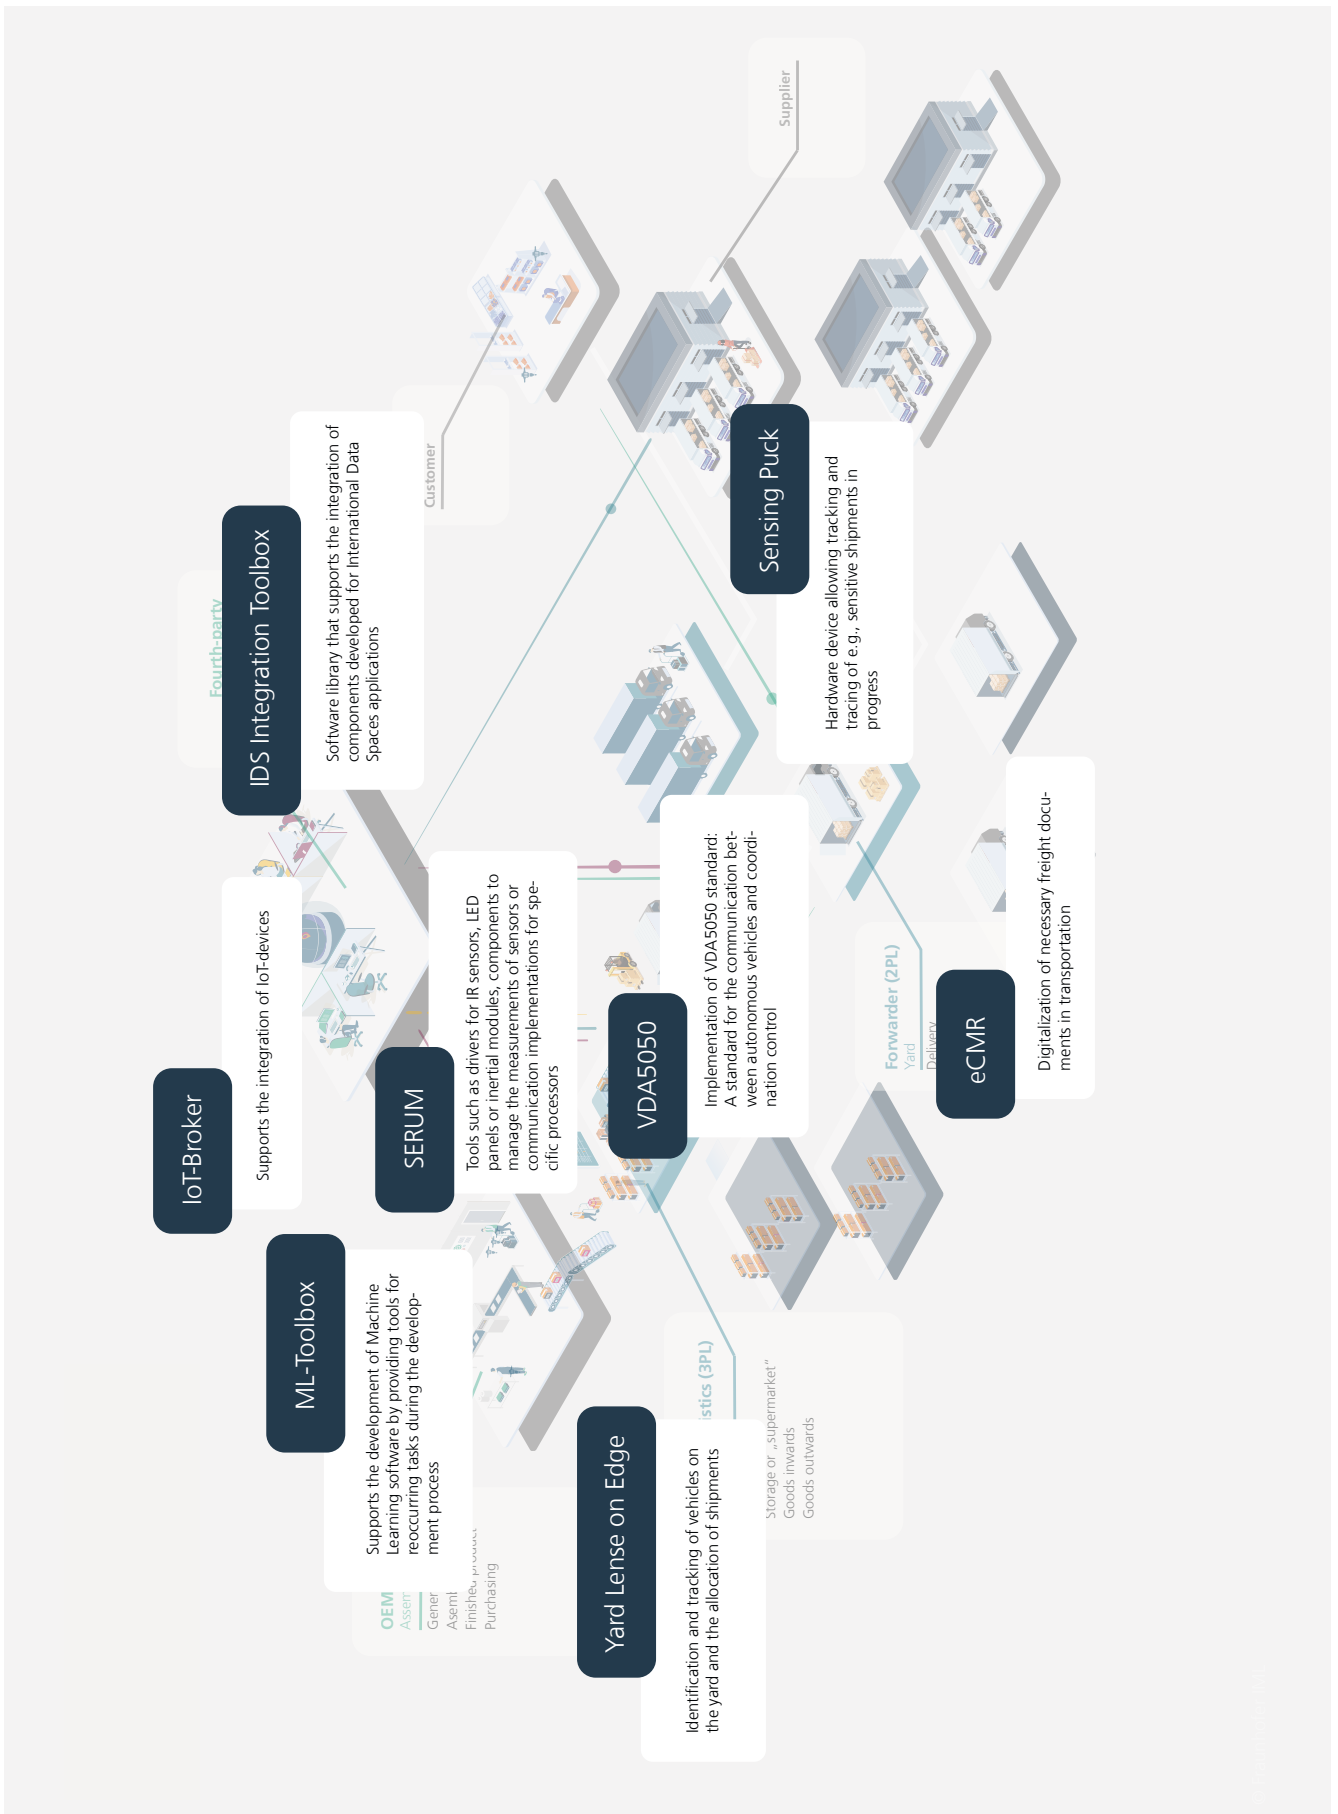 IoT-Broker
Supports the integration of IoT-devices
IDS Integration Toolbox
Software library that supports the integration of
components developed for International Data
Spaces applications
Fourth-party
ML-Toolbox
Supports the development of Machine
Learning software by providing tools for
reoccurring tasks during the develop-
ment process
SERUM
Tools such as drivers for IR sensors, LED
panels or inertial modules, components to
manage the measurements of sensors or
communication implementations for spe-
cific processors
Customer
OEM
Finished product
Purchasing
Yard Lense on Edge
Identification and tracking of vehicles on
the yard and the allocation of shipments
VDA5050
Implementation of VDA5050 standard:
A standard for the communication bet-
ween autonomous vehicles and coordi-
nation control
Sensing Puck
Hardware device allowing tracking and
tracing of e.g., sensitive shipments in
progress
Supplier
(3PL)
Storage or „supermarket“
Goods inwards
Goods outwards
Forwarder (2PL)
Yard
Delivery
eCMR
Digitalization of necessary freight docu-
ments in transportation